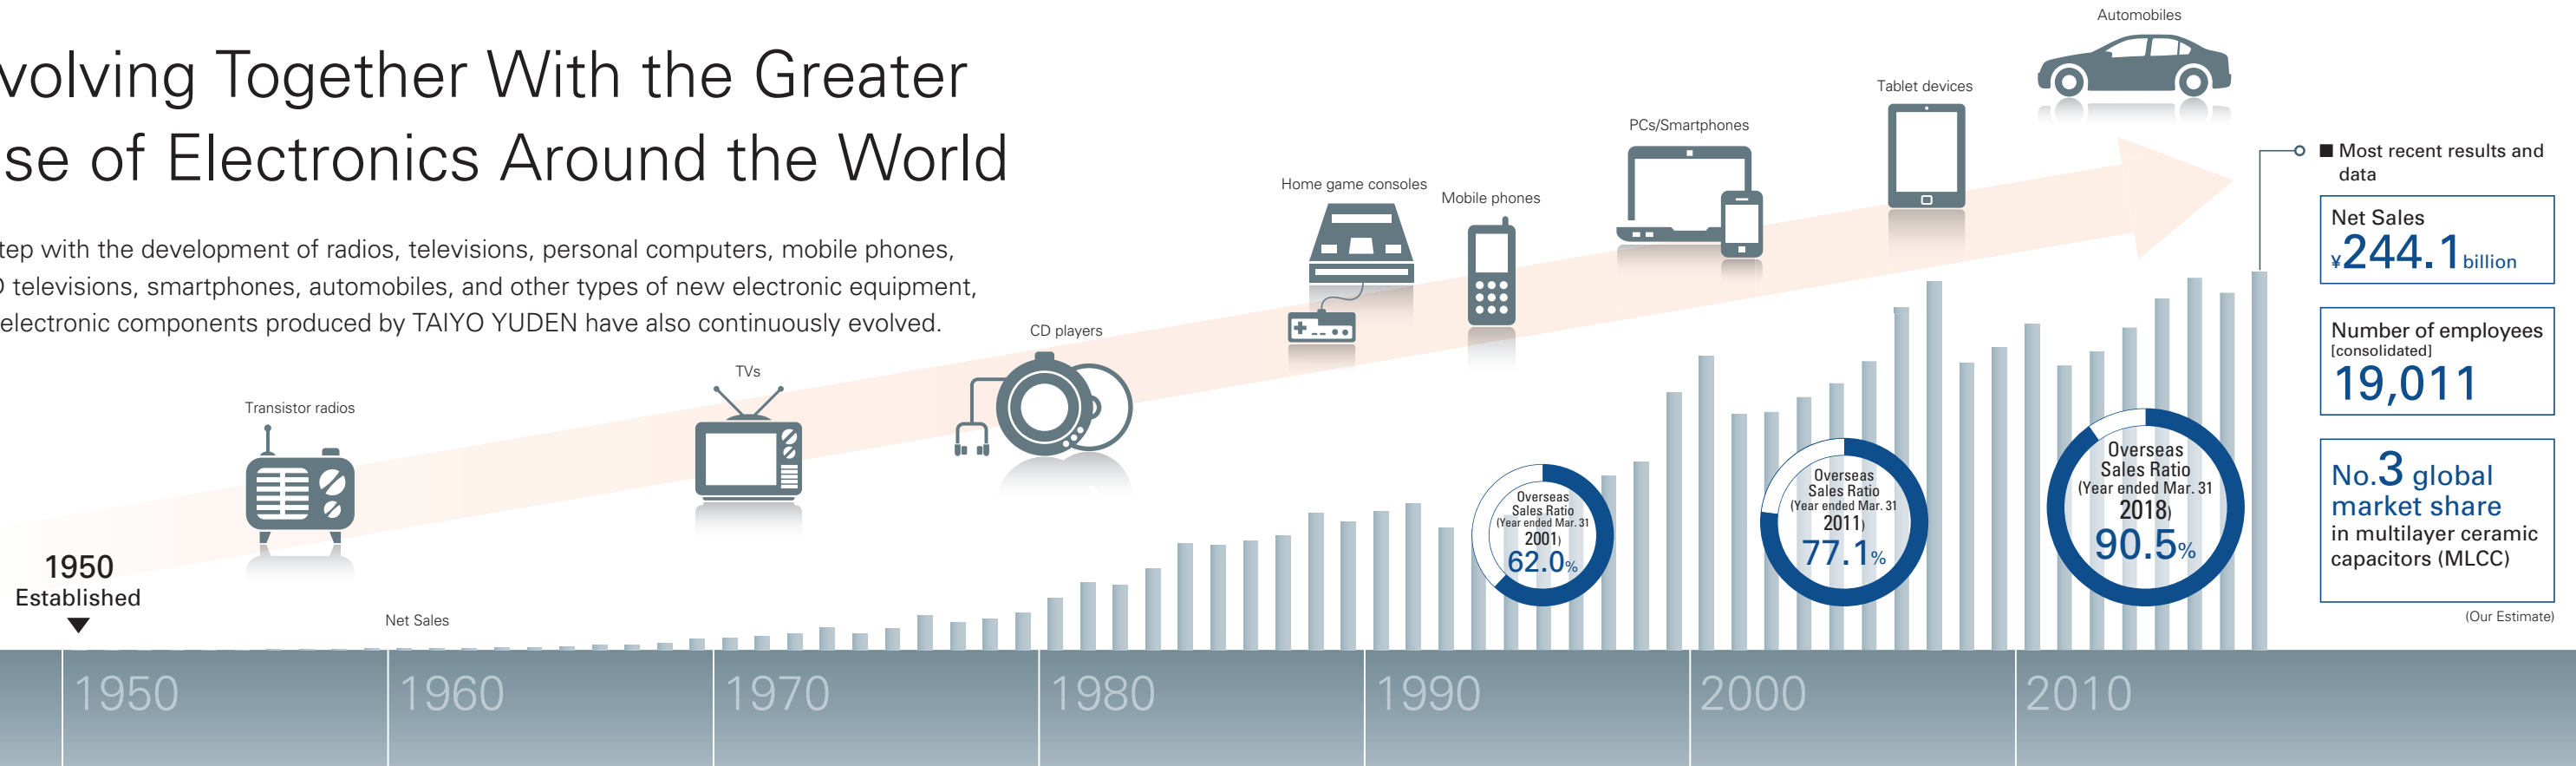 volving Together With the Greater
se of Electronics Around the World
tep with the development of radios, televisions, personal computers, mobile phones,
D televisions, smartphones, automobiles, and other types of new electronic equipment,
electronic components produced by TAIYO YUDEN have also continuously evolved.
Transistor radios
TVs
CD players
Home game consoles
Mobile phones
PCs/Smartphones
Tablet devices
Automobiles
1950
Established
▼
Net Sales
Overseas
Sales Ratio
(Year ended Mar. 31
2001)
62.0%
Overseas
Sales Ratio
(Year ended Mar. 31
2011)
77.1%
Overseas
Sales Ratio
(Year ended Mar. 31
2018)
90.5%
■ Most recent results and
data
Net Sales
¥244.1 billion
Number of employees
[consolidated]
19,011
No.3 global
market share
in multilayer ceramic
capacitors (MLCC)
(Our Estimate)
1950
1960
1970
1980
1990
2000
2010